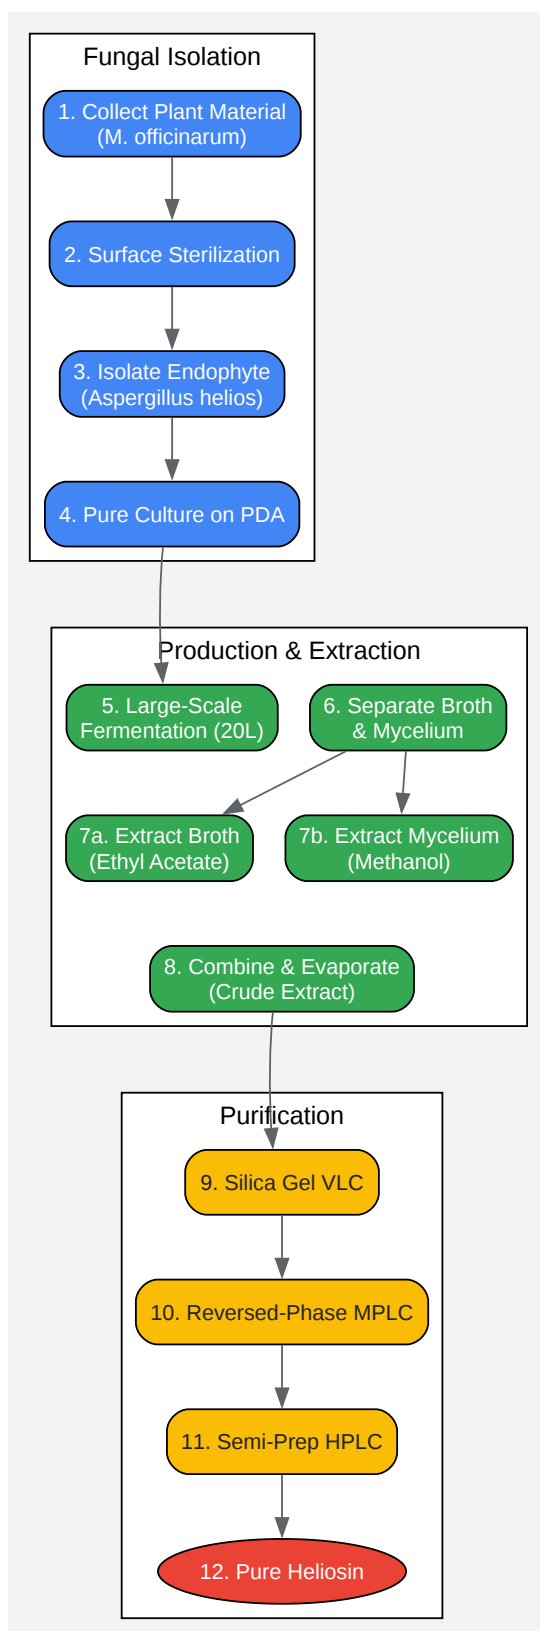 Fungal Isolation
1. Collect Plant Material
(M. officinarum)
2. Surface Sterilization
3. Isolate Endophyte
(Aspergillus helios)
4. Pure Culture on PDA
Production & Extraction
5. Large-Scale
Fermentation (20L)
6. Separate Broth
& Mycelium
7a. Extract Broth
(Ethyl Acetate)
7b. Extract Mycelium
(Methanol)
8. Combine & Evaporate
(Crude Extract)
Purification
9. Silica Gel VLC
10. Reversed-Phase MPLC
11. Semi-Prep HPLC
12. Pure Heliosin